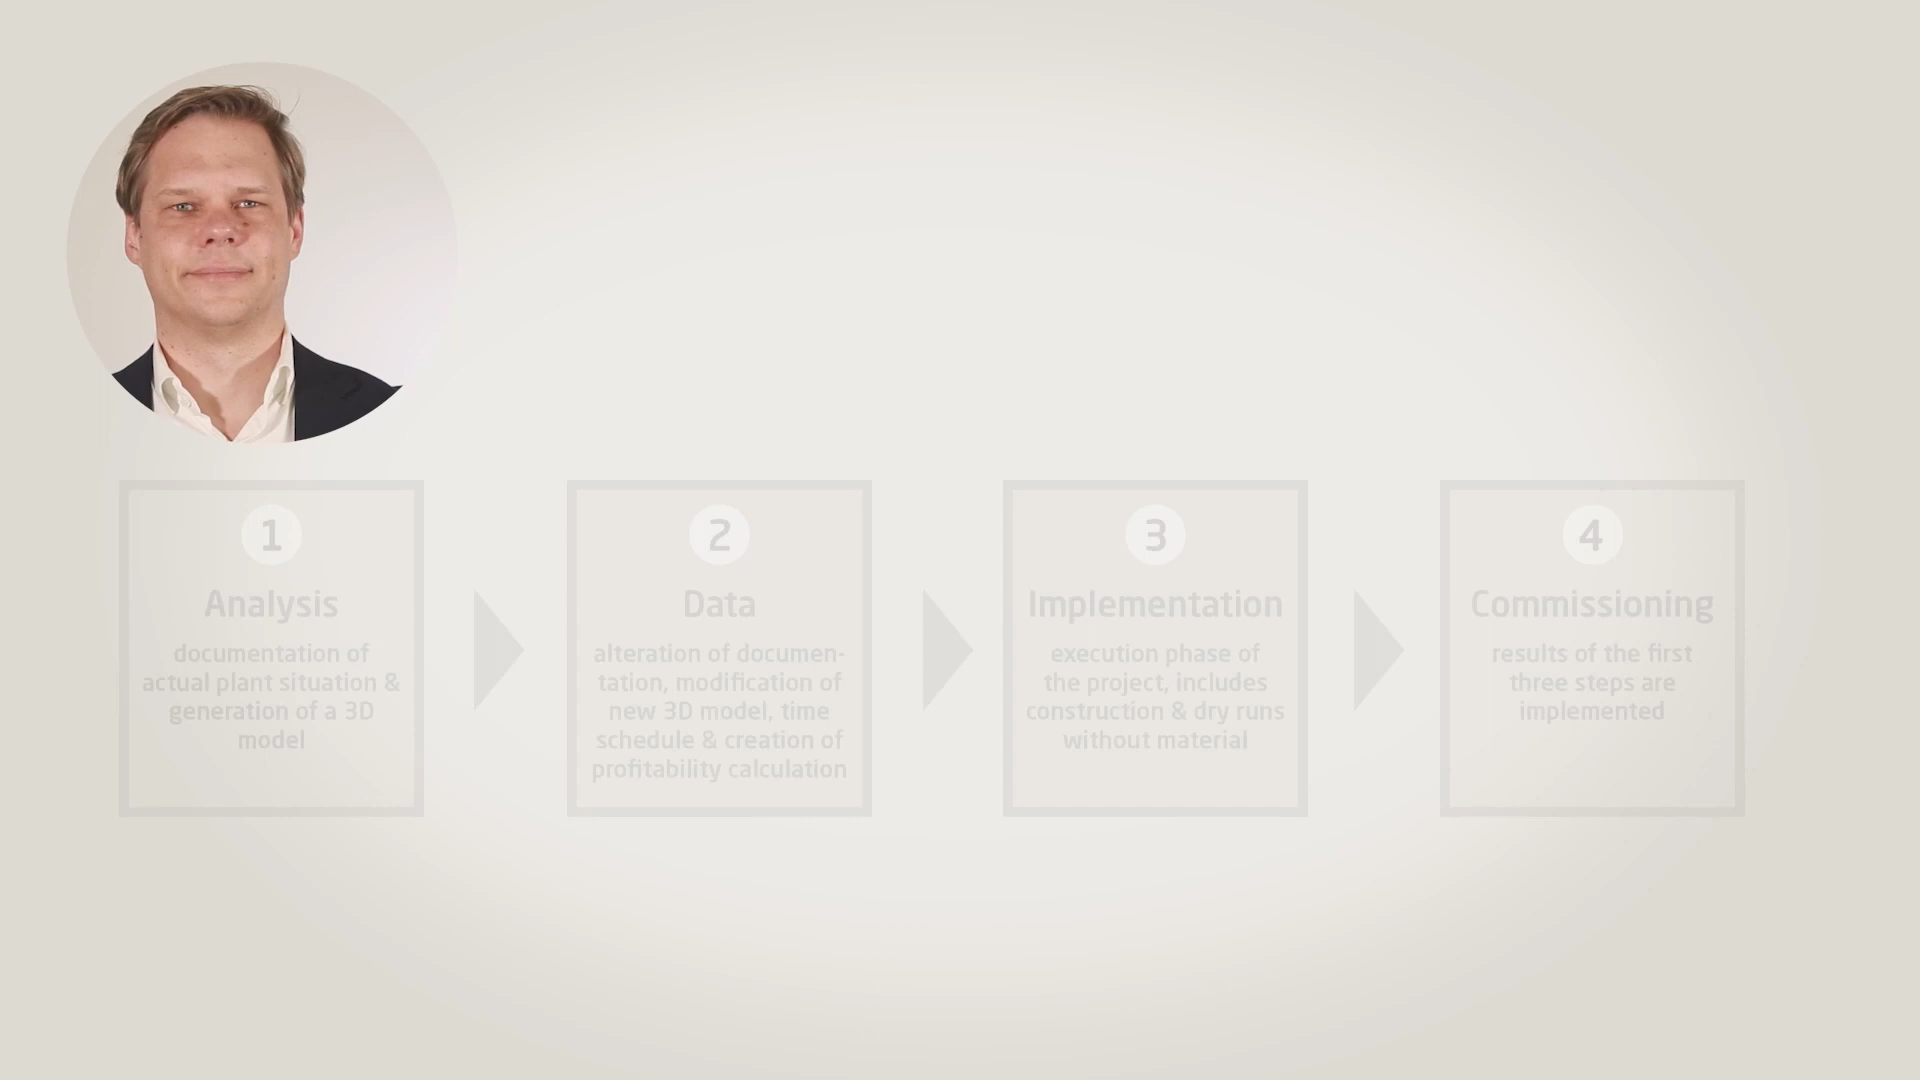 1
Analysis
documentation of
actual plant situation &
generation of a 3D
model
2
Data
alteration of documen-
tation, modification of
new 3D model, time
schedule & creation of
profitability calculation
3
Implementation
execution phase of
the project, includes
construction & dry runs
without material
4
Commissioning
results of the first
three steps are
implemented